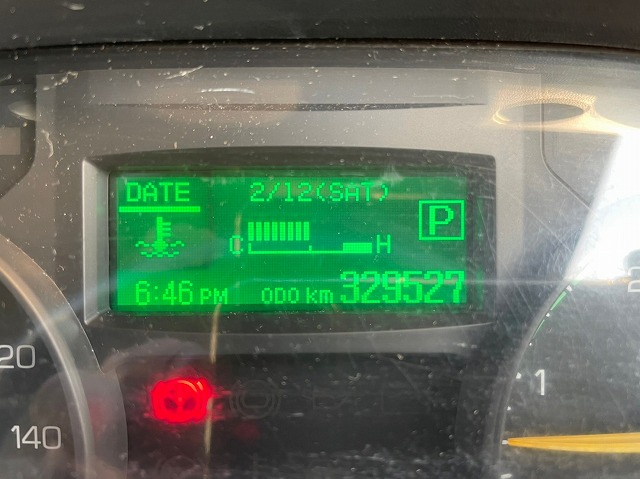 DATE 2/12(SAT)
P
C H
6:46 PM ODO km 329527
20
140
1